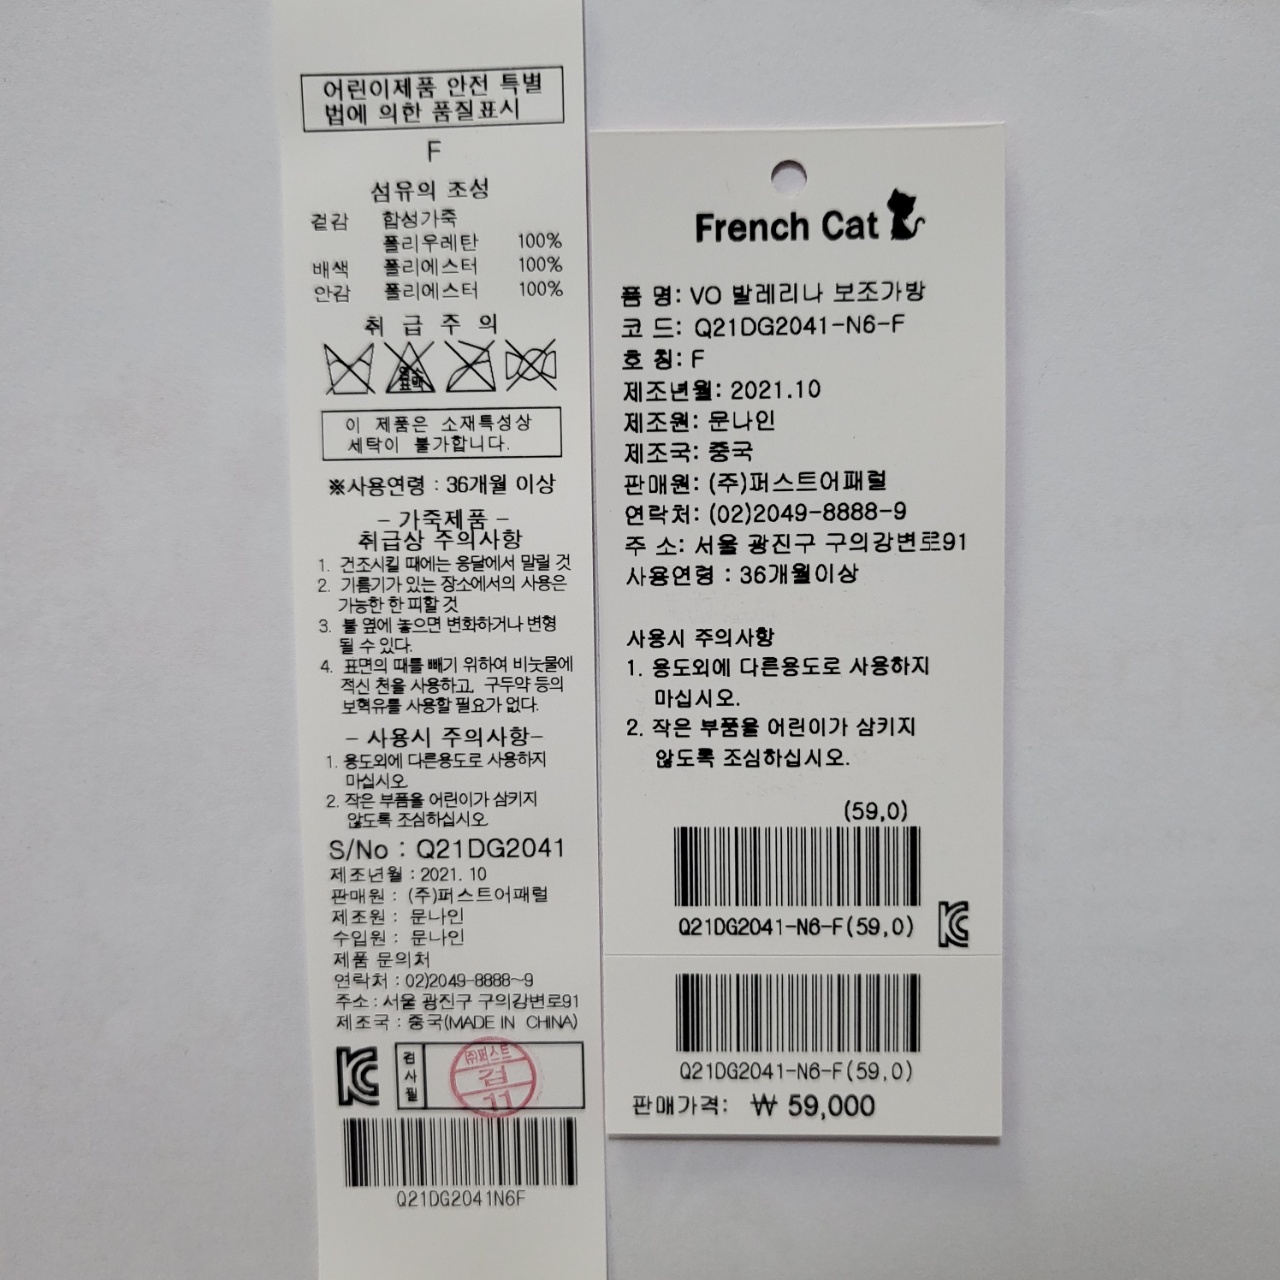 어린이제품 안전 특별
법에 의한 품질표시
F
섬유의 조성
겉감 합성가죽
폴리우레탄 100%
배색 폴리에스터 100%
안감 폴리에스터 100%
취 급 주 의
염소
표백
이 제품은 소재특성상
세탁이 불가합니다.
※사용연령 : 36개월 이상
- 가죽제품 -
취급상 주의사항
1. 건조시킬 때에는 응달에서 말릴 것
2. 기름기가 있는 장소에서의 사용은
가능한 한 피할 것
3. 불 옆에 놓으면 변화하거나 변형
될 수 있다.
4. 표면의 때를 빼기 위하여 비눗물에
적신 천을 사용하고, 구두약 등의
보혁유를 사용할 필요가 없다.
- 사용시 주의사항-
1. 용도외에 다른용도로 사용하지
마십시오.
2. 작은 부품을 어린이가 삼키지
않도록 조심하십시오.
S/No : Q21DG2041
제조년월 : 2021. 10
판매원 : (주)퍼스트어패럴
제조원 : 문나인
수입원 : 문나인
제품 문의처
연락처 : 02)2049-8888~9
주소 : 서울 광진구 구의강변로91
제조국 : 중국(MADE IN CHINA)
KC 검사필 ㈜퍼스트
검
11
Q21DG2041N6F
French Cat
품 명: VO 발레리나 보조가방
코 드: Q21DG2041-N6-F
호 칭: F
제조년월: 2021.10
제조원: 문나인
제조국: 중국
판매원: (주)퍼스트어패럴
연락처: (02)2049-8888-9
주 소: 서울 광진구 구의강변로91
사용연령 : 36개월이상
사용시 주의사항
1. 용도외에 다른용도로 사용하지
마십시오.
2. 작은 부품을 어린이가 삼키지
않도록 조심하십시오.
(59,0)
Q21DG2041-N6-F(59,0) KC
Q21DG2041-N6-F(59,0)
판매가격: ₩ 59,000